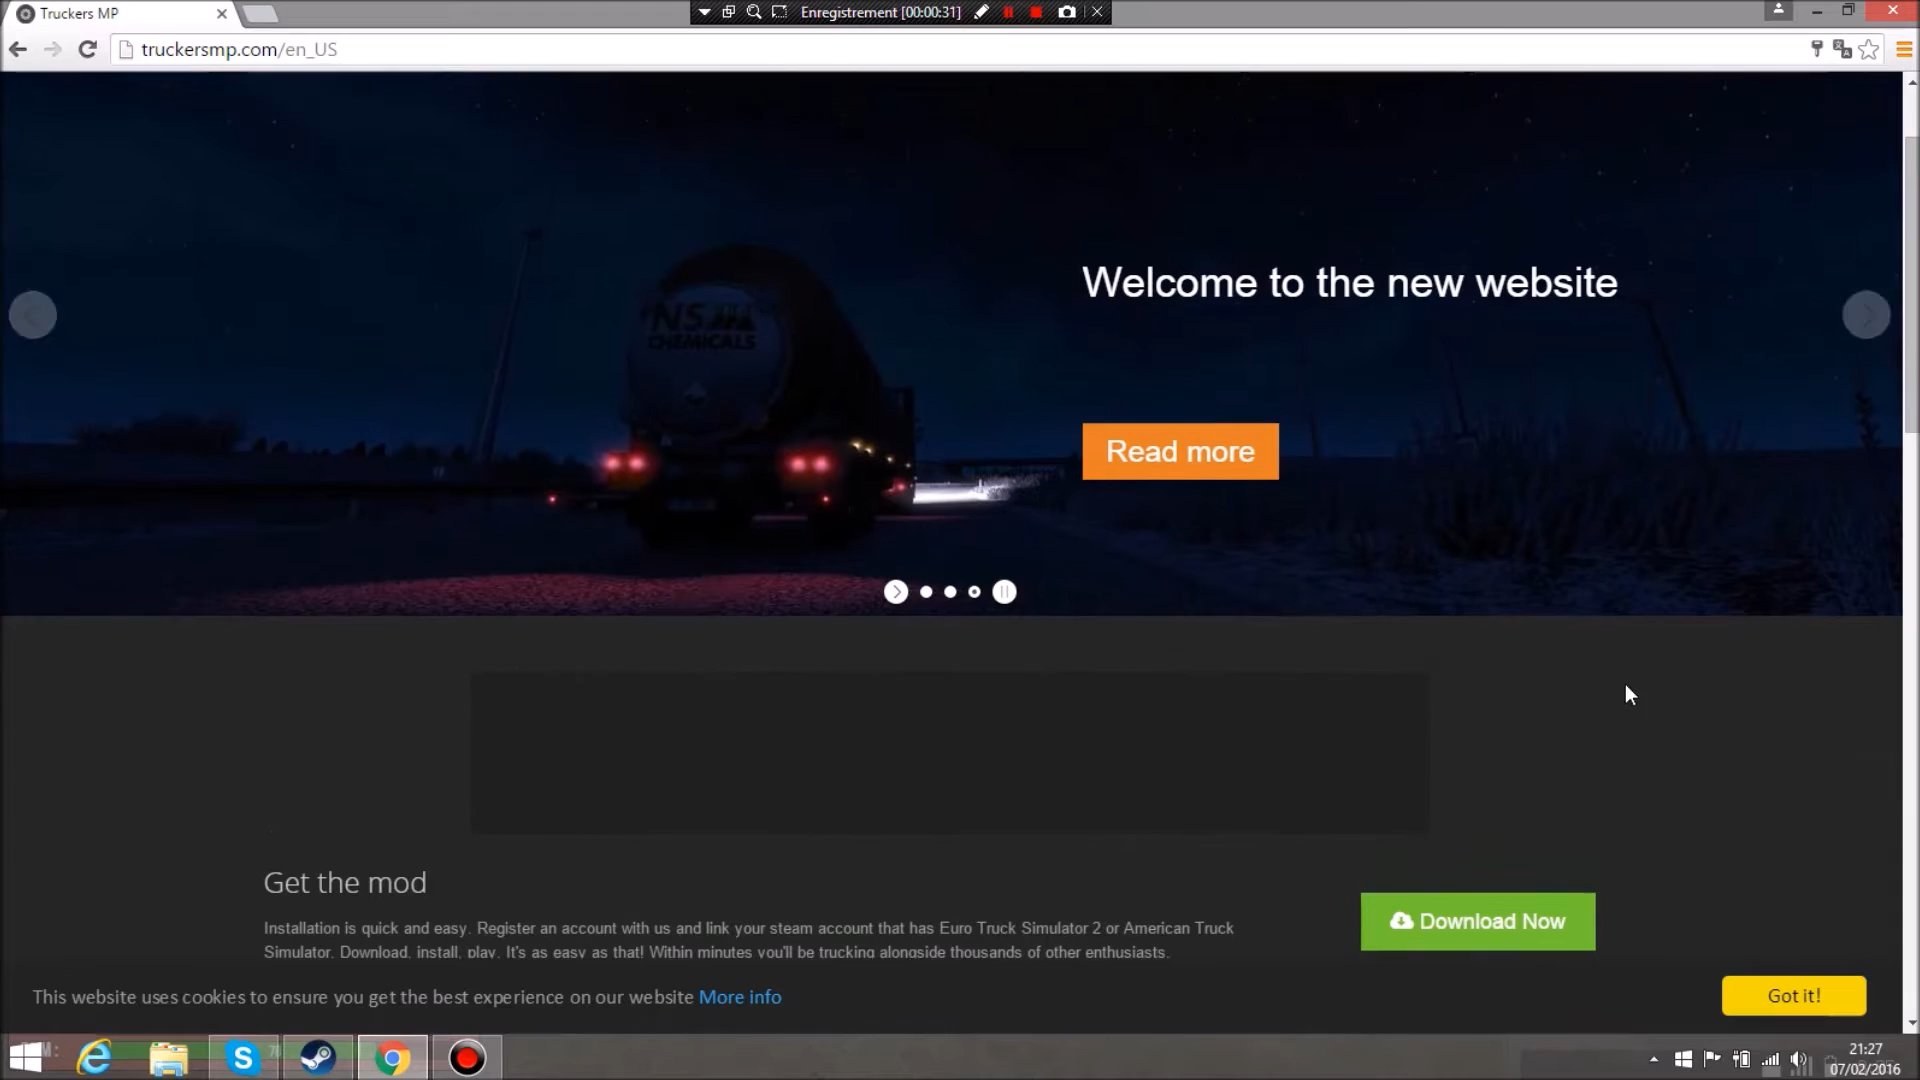 Truckers MP
Enregistrement [00:00:31]
truckersmp.com/en_US
NS
CHEMICALS
Welcome to the new website
Read more
Get the mod
Installation is quick and easy. Register an account with us and link your steam account that has Euro Truck Simulator 2 or American Truck
Simulator. Download, install, play. It's as easy as that! Within minutes you'll be trucking alongside thousands of other enthusiasts.
Download Now
This website uses cookies to ensure you get the best experience on our website More info
Got it!
21:27
07/02/2016